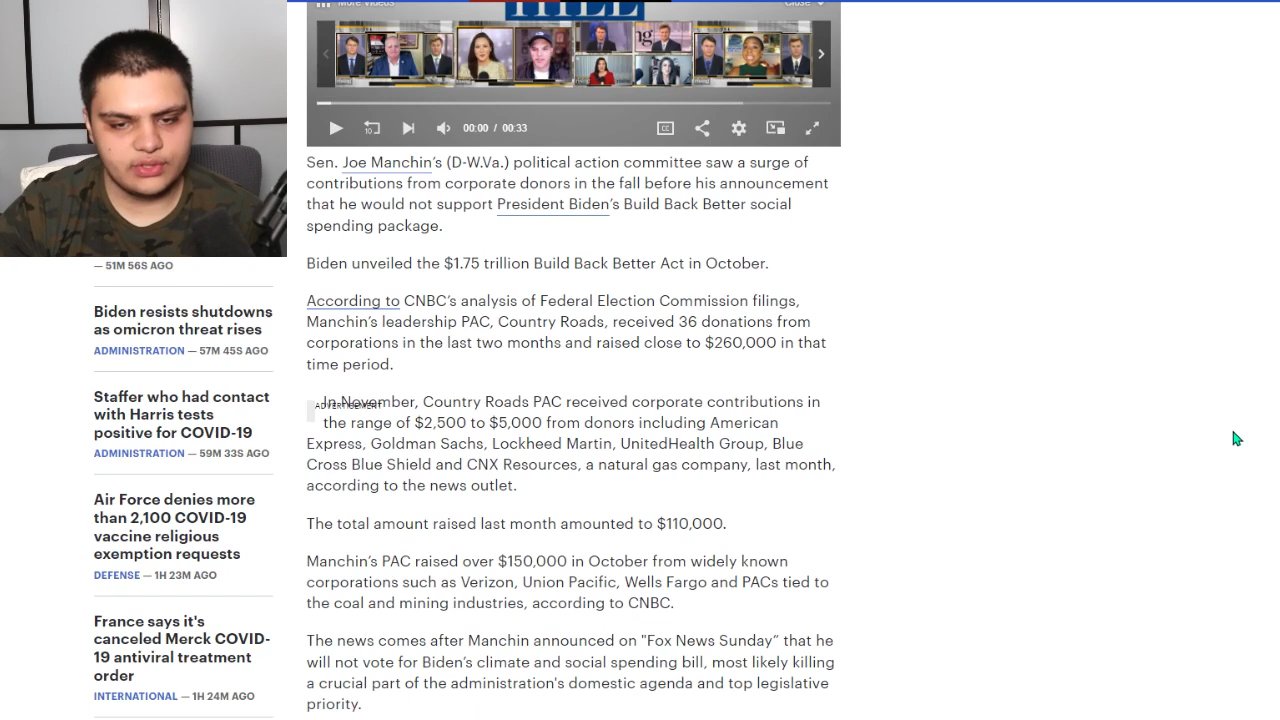 More Videos
Close
HILL
CC
00:00 / 00:33
Sen. Joe Manchin's (D-W.Va.) political action committee saw a surge of
contributions from corporate donors in the fall before his announcement
that he would not support President Biden's Build Back Better social
spending package.
Biden unveiled the $1.75 trillion Build Back Better Act in October.
According to CNBC's analysis of Federal Election Commission filings,
Manchin's leadership PAC, Country Roads, received 36 donations from
corporations in the last two months and raised close to $260,000 in that
time period.
ADVERTISEMENT
In November, Country Roads PAC received corporate contributions in
the range of $2,500 to $5,000 from donors including American
Express, Goldman Sachs, Lockheed Martin, UnitedHealth Group, Blue
Cross Blue Shield and CNX Resources, a natural gas company, last month,
according to the news outlet.
The total amount raised last month amounted to $110,000.
Manchin's PAC raised over $150,000 in October from widely known
corporations such as Verizon, Union Pacific, Wells Fargo and PACs tied to
the coal and mining industries, according to CNBC.
The news comes after Manchin announced on "Fox News Sunday” that he
will not vote for Biden's climate and social spending bill, most likely killing
a crucial part of the administration's domestic agenda and top legislative
priority.
— 51M 56S AGO
Biden resists shutdowns
as omicron threat rises
ADMINISTRATION — 57M 45S AGO
Staffer who had contact
with Harris tests
positive for COVID-19
ADMINISTRATION — 59M 33S AGO
Air Force denies more
than 2,100 COVID-19
vaccine religious
exemption requests
DEFENSE — 1H 23M AGO
France says it's
canceled Merck COVID-
19 antiviral treatment
order
INTERNATIONAL — 1H 24M AGO